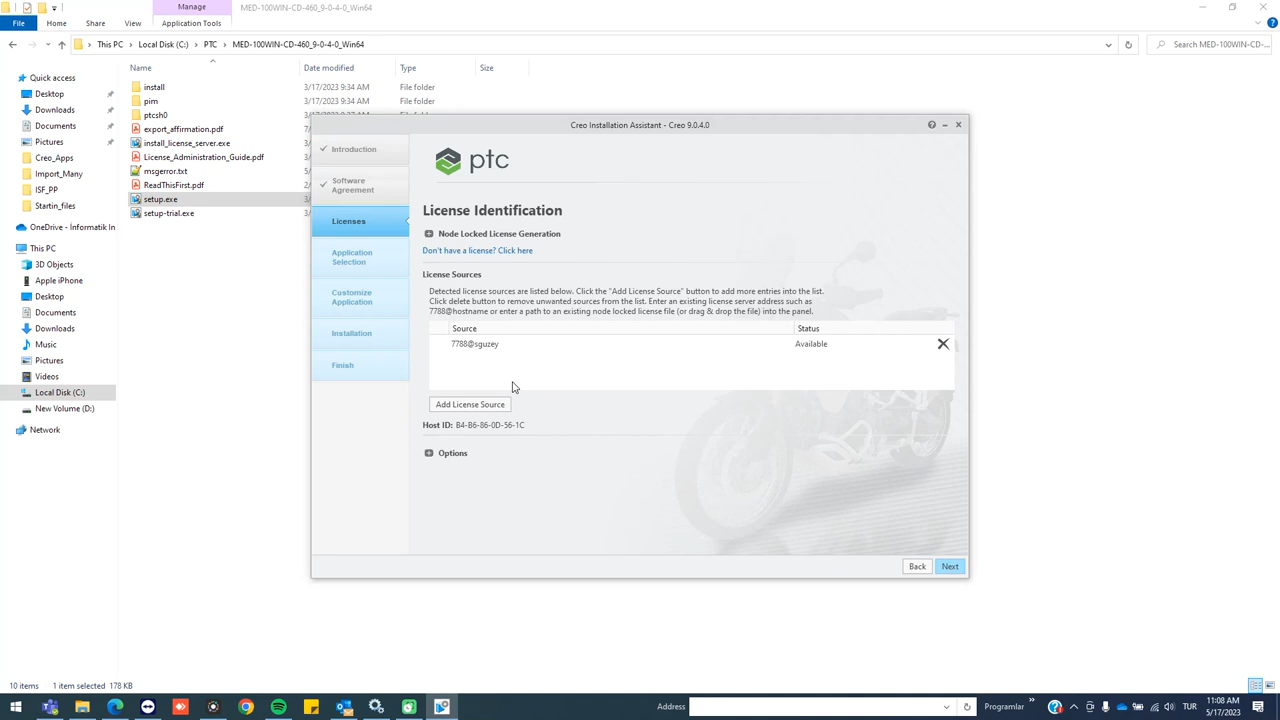 Manage
MED-100WIN-CD-460_9-0-4-0_Win64
File
Home
Share
View
Application Tools
This PC
Local Disk (C:)
PTC
MED-100WIN-CD-460_9-0-4-0_Win64
Search MED-100WIN-CD-...
Name
Date modified
Type
Size
Quick access
Desktop
Downloads
Documents
Pictures
Creo_Apps
Import_Many
ISF_PP
Startin_files
OneDrive - Informatik In
This PC
3D Objects
Apple iPhone
Desktop
Documents
Downloads
Music
Pictures
Videos
Local Disk (C:)
New Volume (D:)
Network
install
3/17/2023 9:34 AM
File folder
pim
3/17/2023 9:34 AM
File folder
ptcsh0
export_affirmation.pdf
install_license_server.exe
License_Administration_Guide.pdf
msgerror.txt
ReadThisFirst.pdf
setup.exe
setup-trial.exe
Creo Installation Assistant - Creo 9.0.4.0
Introduction
Software Agreement
Licenses
Application Selection
Customize Application
Installation
Finish
ptc
License Identification
Node Locked License Generation
Don't have a license? Click here
License Sources
Detected license sources are listed below. Click the "Add License Source" button to add more entries into the list.
Click delete button to remove unwanted sources from the list. Enter an existing license server address such as
7788@hostname or enter a path to an existing node locked license file (or drag & drop the file) into the panel.
Source
Status
7788@sguzey
Available
Add License Source
Host ID: B4-B6-86-0D-56-1C
Options
Back
Next
10 items
1 item selected 178 KB
Address
Programlar
TUR
11:08 AM
5/17/2023